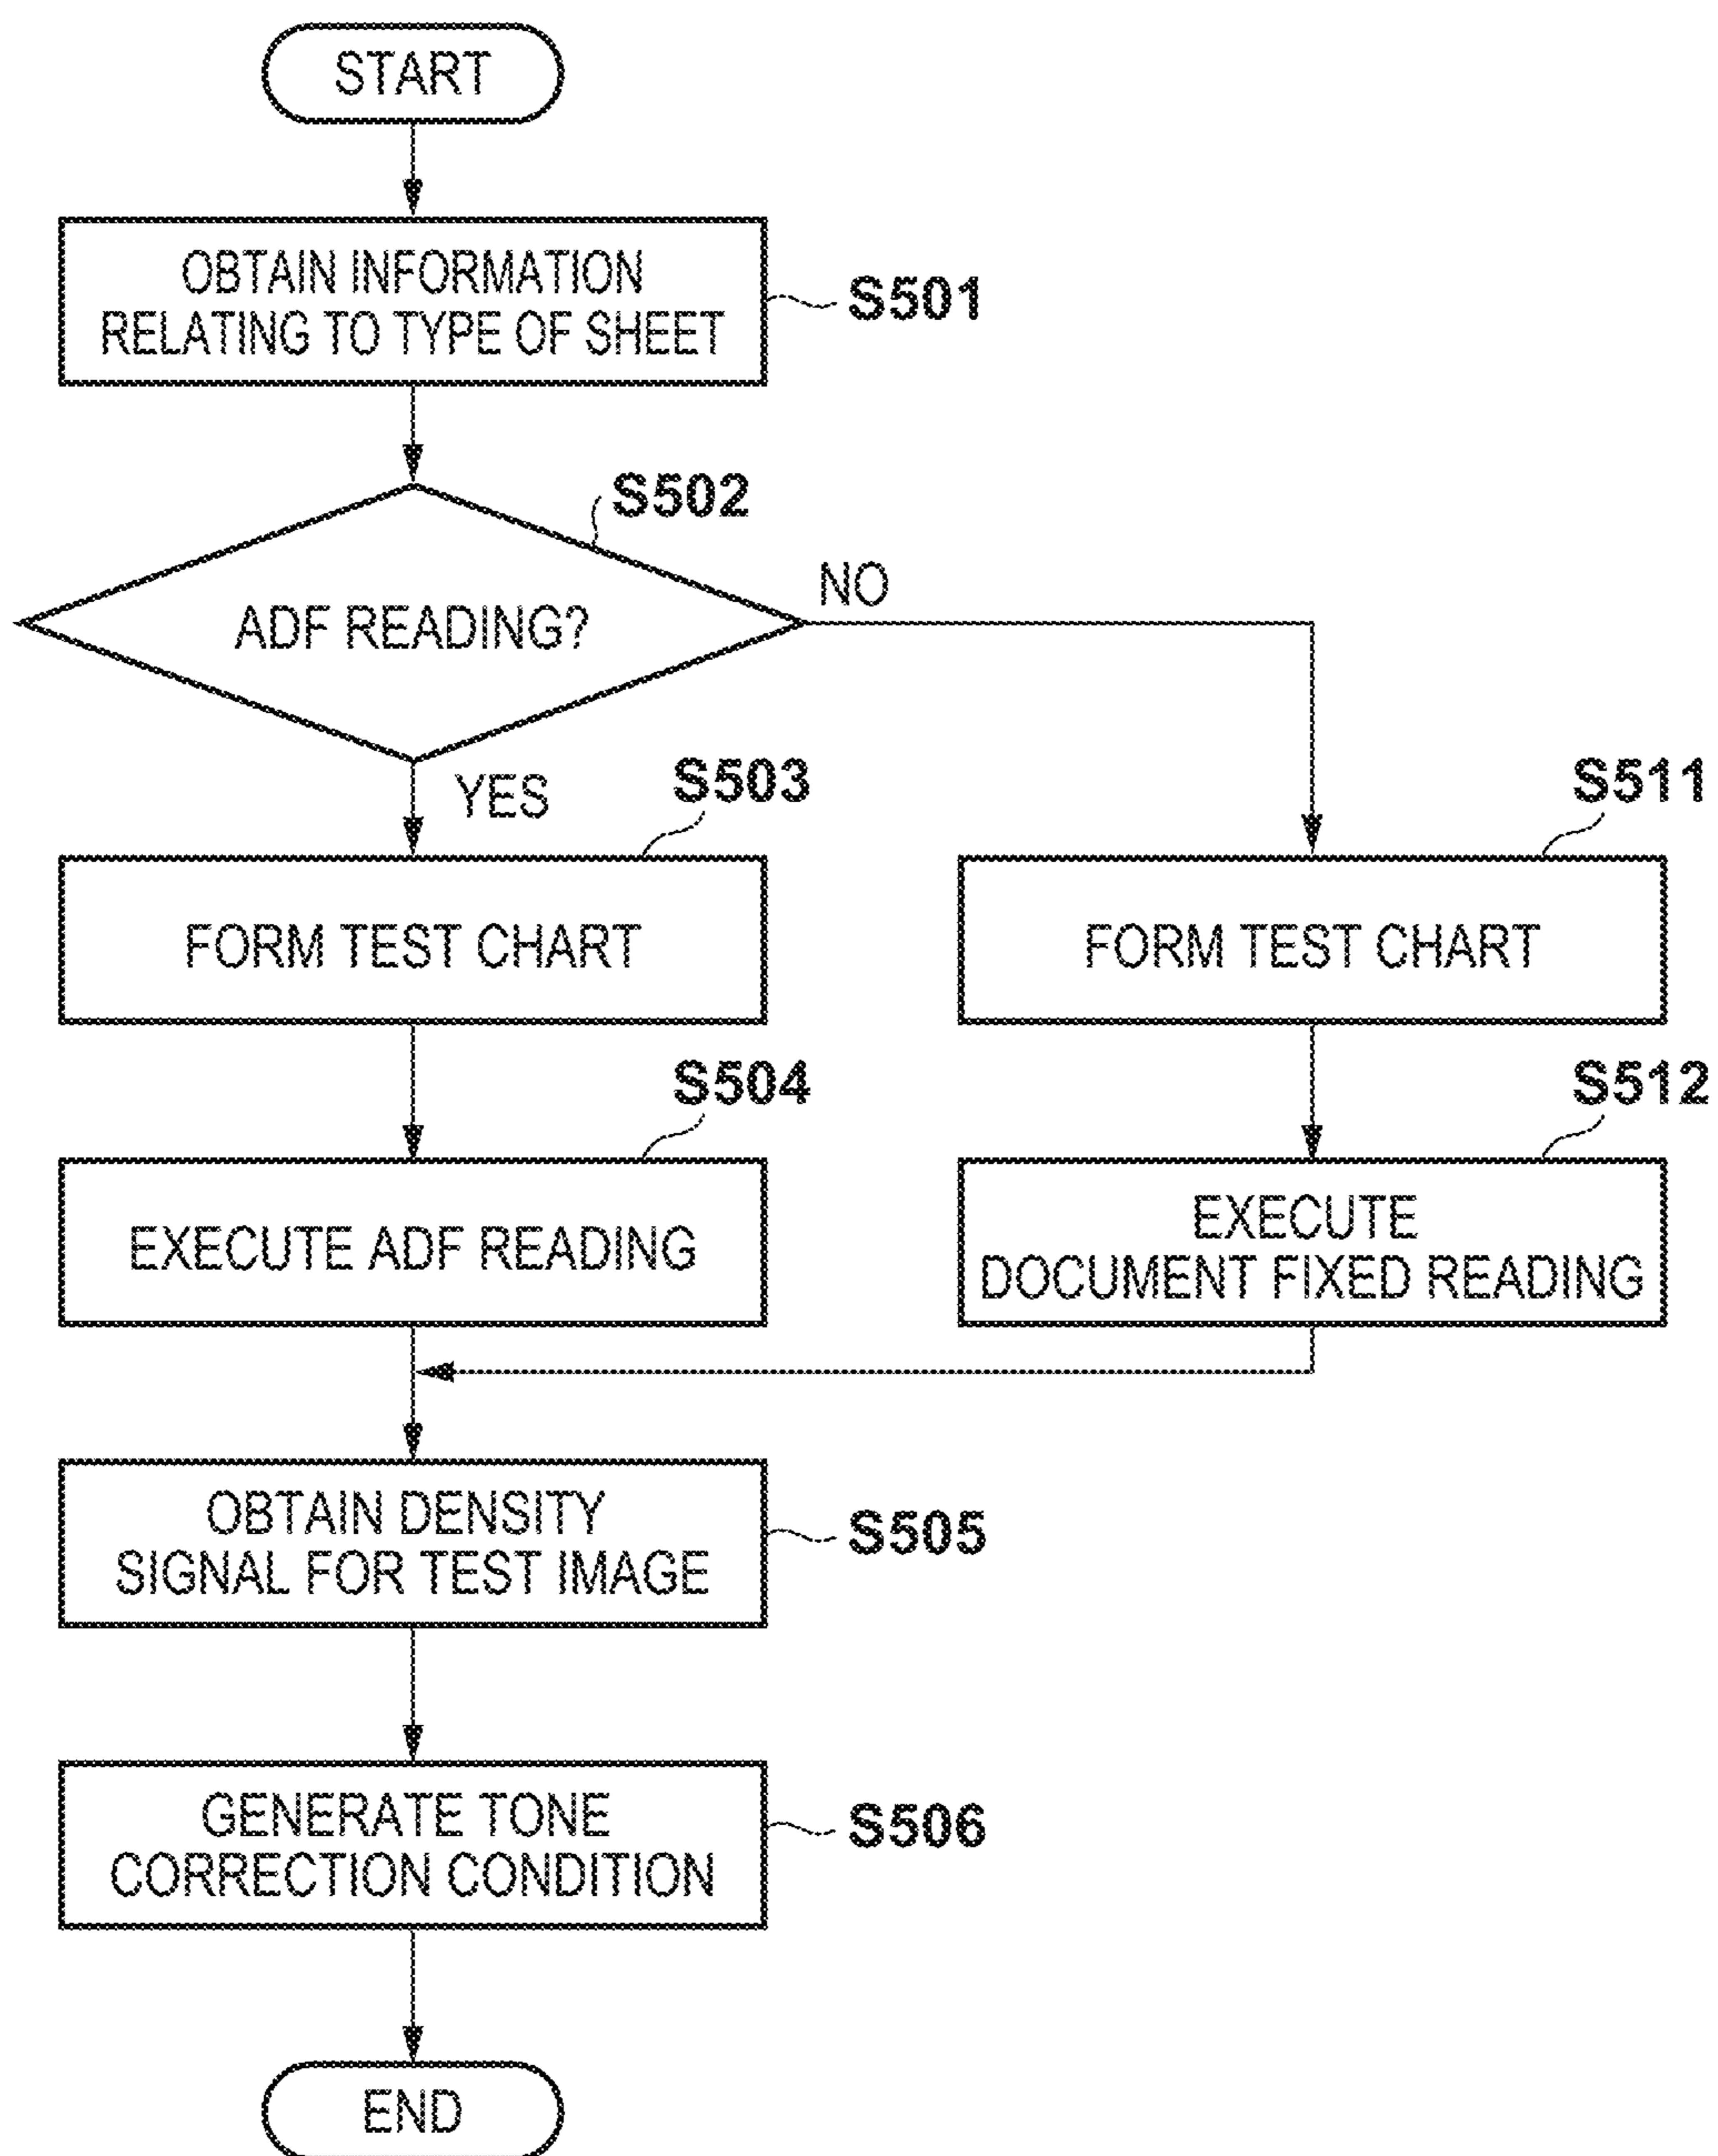 START
OBTAIN INFORMATION
RELATING TO TYPE OF SHEET
S501
S502
ADF READING?
NO
YES
S503
FORM TEST CHART
S511
FORM TEST CHART
S504
EXECUTE ADF READING
S512
EXECUTE
DOCUMENT FIXED READING
OBTAIN DENSITY
SIGNAL FOR TEST IMAGE
S505
GENERATE TONE
CORRECTION CONDITION
S506
END